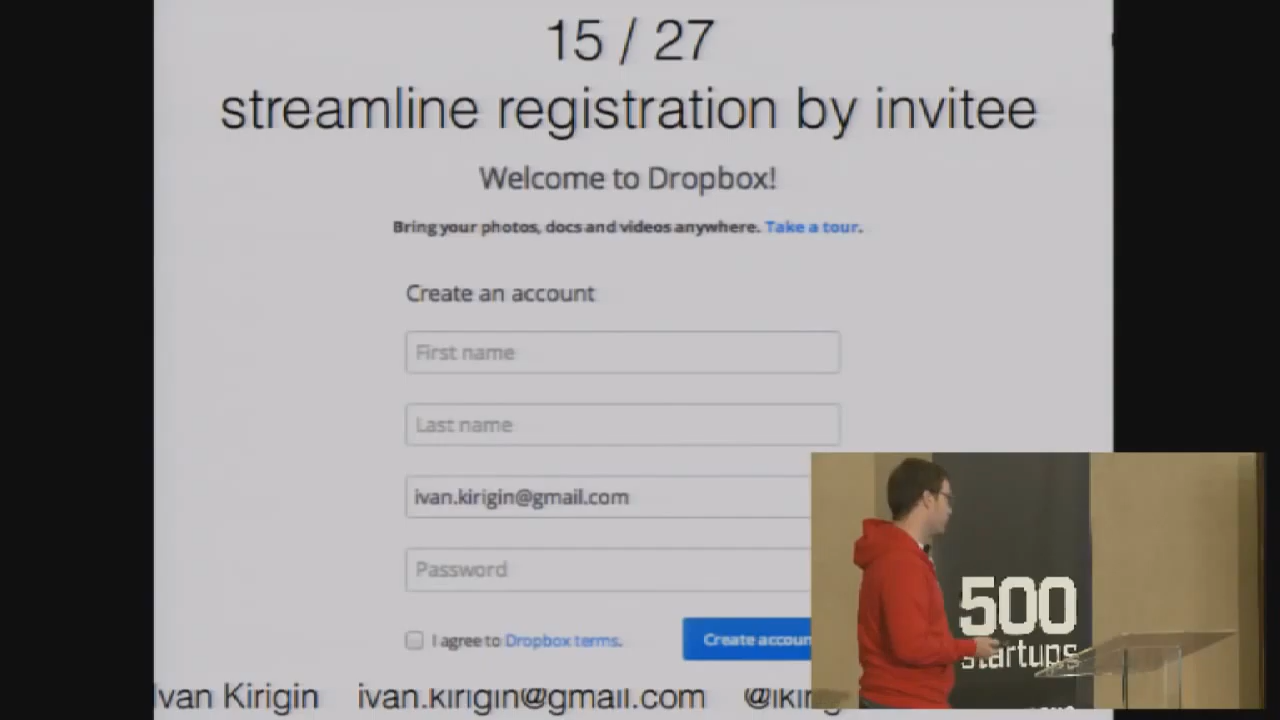 15 / 27
streamline registration by invitee
Welcome to Dropbox!
Bring your photos, docs and videos anywhere. Take a tour.
Create an account
First name
Last name
ivan.kirigin@gmail.com
Password
I agree to Dropbox terms.
Create accoun
Ivan Kirigin ivan.kirigin@gmail.com
500
startups